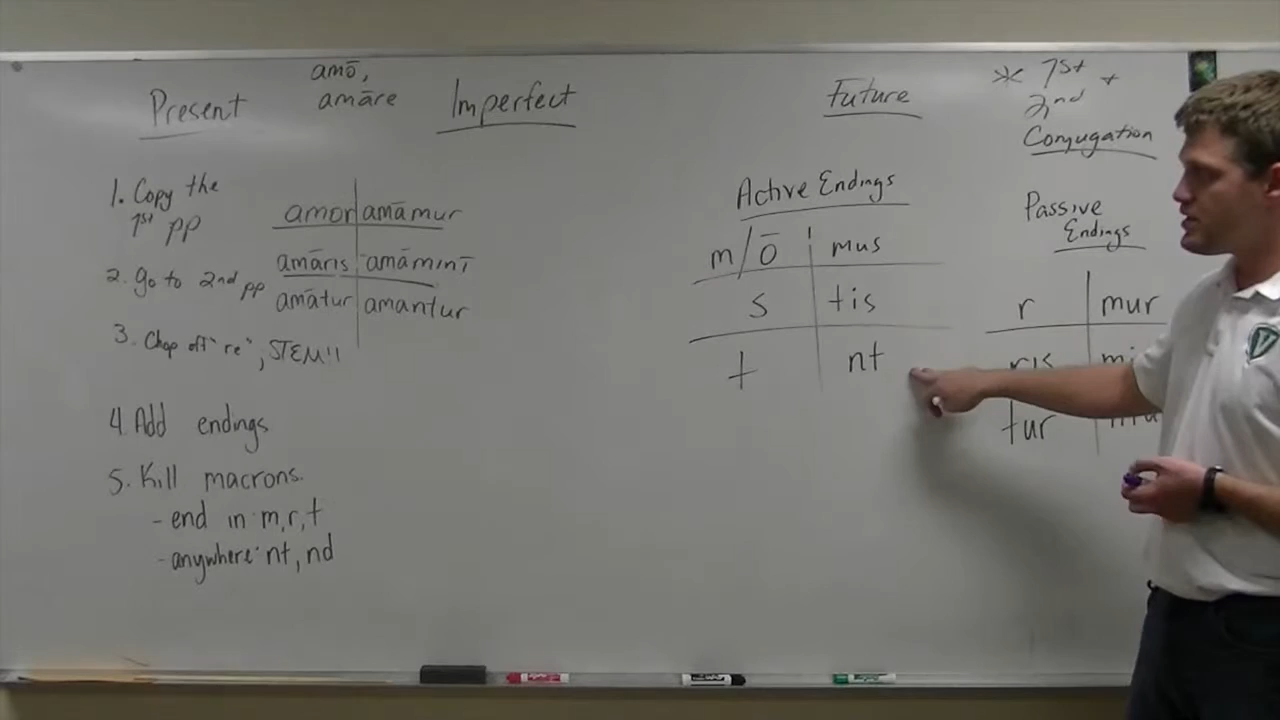 Present
amō,
amāre
Imperfect
Future
* 1st +
2nd
Conjugation
1. Copy the
1st pp
2. Go to 2nd pp
3. Chop off "re", STEM!!
4. Add endings
5. Kill macrons.
- end in m, r, t
- anywhere nt, nd
amor amāmur
amāris amāminī
amātur amantur
Active Endings
m/ō mus
s tis
t nt
Passive
Endings
r mur
ris
tur
V